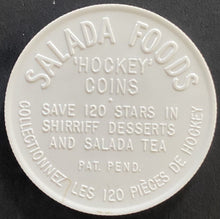 SALADA FOODS
'HOCKEY'
COINS
SAVE 120 STARS IN
SHIRRIFF DESSERTS
AND SALADA TEA
PAT. PEND.
COLLECTIONNEZ LES 120 PIÈCES DE HOCKEY